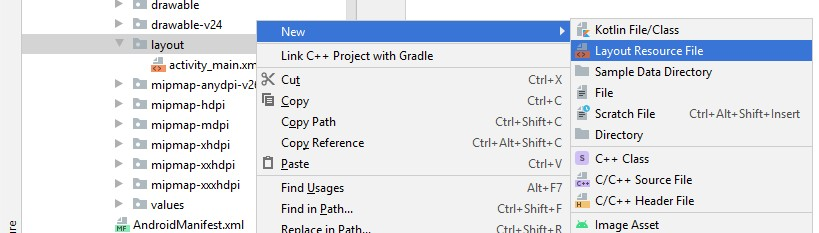 drawable
drawable-v24
layout
activity_main.xm
mipmap-anydpi-v26
mipmap-hdpi
mipmap-mdpi
mipmap-xhdpi
mipmap-xxhdpi
mipmap-xxxhdpi
values
AndroidManifest.xml
New
Link C++ Project with Gradle
Cut Ctrl+X
Copy Ctrl+C
Copy Path Ctrl+Shift+C
Copy Reference Ctrl+Alt+Shift+C
Paste Ctrl+V
Find Usages Alt+F7
Find in Path... Ctrl+Shift+F
Replace in Path... Ctrl+Shift+R
Kotlin File/Class
Layout Resource File
Sample Data Directory
File
Scratch File Ctrl+Alt+Shift+Insert
Directory
S C++ Class
C++ C/C++ Source File
H C/C++ Header File
Image Asset
MF
ure